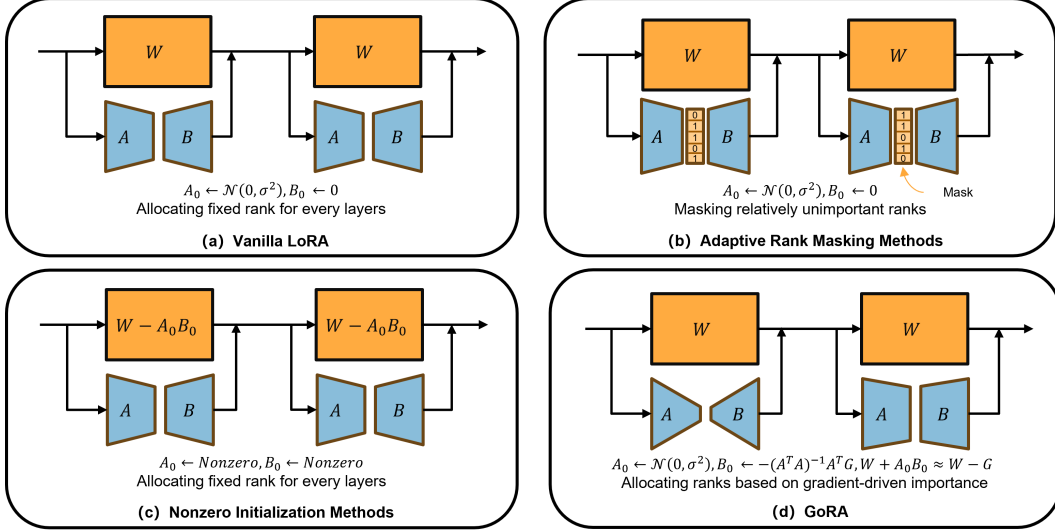 W
W
A
B
A
B
A₀ ← 𝒩(0, σ²), B₀ ← 0
Allocating fixed rank for every layers
(a) Vanilla LoRA
W
W
A
0
1
1
0
1
B
A
1
1
0
1
0
B
A₀ ← 𝒩(0, σ²), B₀ ← 0
Mask
Masking relatively unimportant ranks
(b) Adaptive Rank Masking Methods
W − A₀B₀
W − A₀B₀
A
B
A
B
A₀ ← Nonzero, B₀ ← Nonzero
Allocating fixed rank for every layers
(c) Nonzero Initialization Methods
W
W
A
B
A
B
A₀ ← 𝒩(0, σ²), B₀ ← −(AᵀA)⁻¹AᵀG, W + A₀B₀ ≈ W − G
Allocating ranks based on gradient-driven importance
(d) GoRA